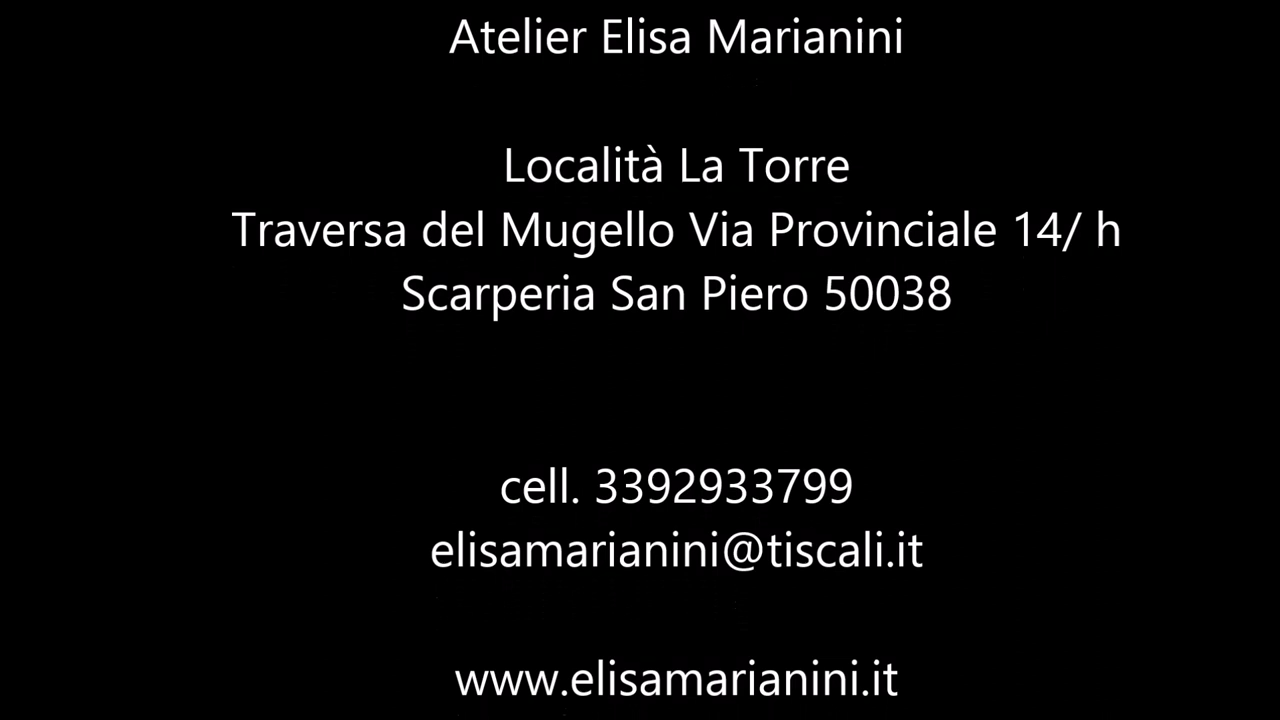 Atelier Elisa Marianini
Località La Torre
Traversa del Mugello Via Provinciale 14/ h
Scarperia San Piero 50038
cell. 3392933799
elisamarianini@tiscali.it
www.elisamarianini.it